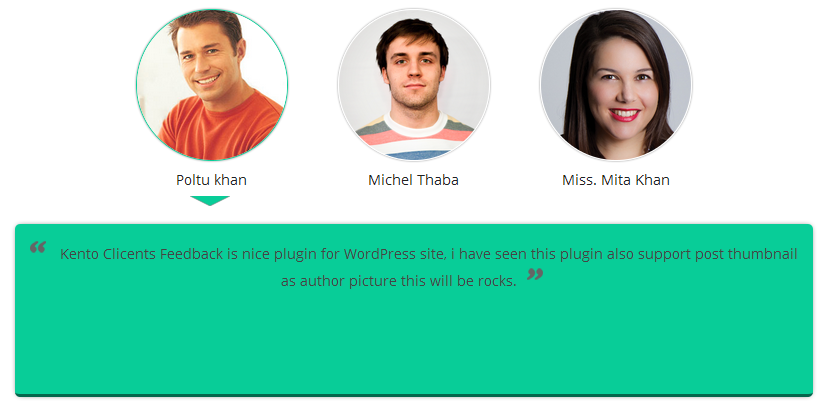 Poltu khan Michel Thaba Miss. Mita Khan
“ Kento Clicents Feedback is nice plugin for WordPress site, i have seen this plugin also support post thumbnail
as author picture this will be rocks. ”